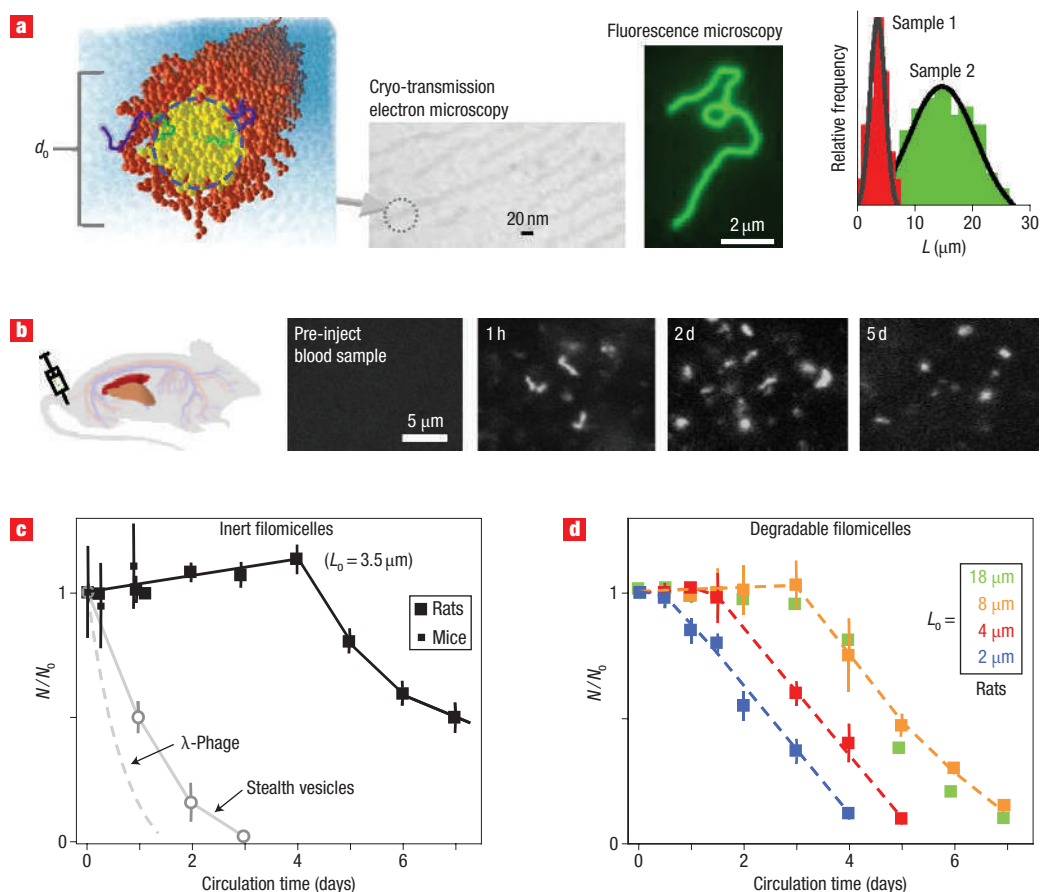 a
d₀
Cryo-transmission
electron microscopy
20 nm
Fluorescence microscopy
2 μm
Relative frequency
Sample 1
Sample 2
0 10 20 30
L (μm)
b
Pre-inject
blood sample
5 μm
1 h
2 d
5 d
c
Inert filomicelles
(L₀ = 3.5 μm)
Rats
Mice
λ-Phage
Stealth vesicles
N/N₀
1
0
0 2 4 6
Circulation time (days)
d
Degradable filomicelles
L₀ =
18 μm
8 μm
4 μm
2 μm
Rats
N/N₀
1
0
0 2 4 6
Circulation time (days)